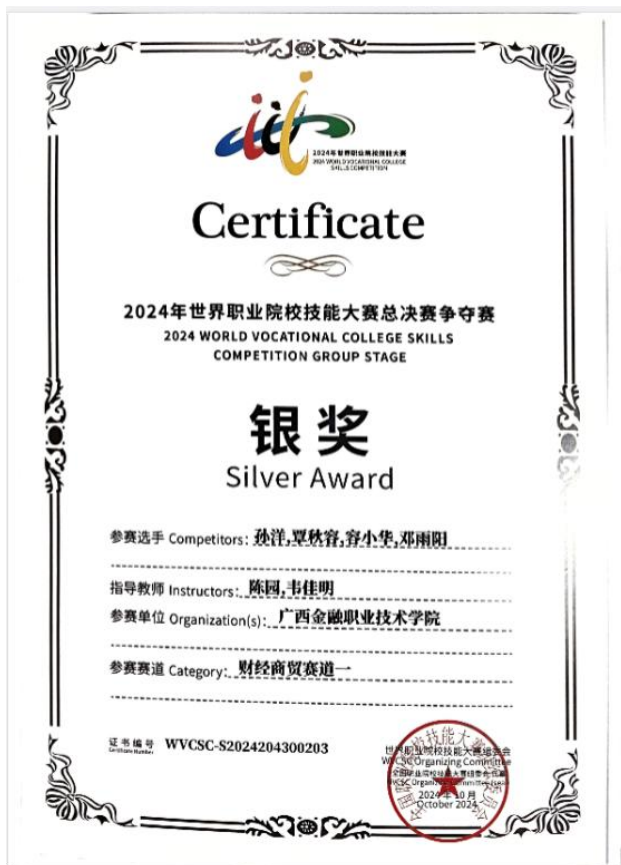 2024年世界职业院校技能大赛
2024 WORLD VOCATIONAL COLLEGE
SKILLS COMPETITION
Certificate
2024年世界职业院校技能大赛总决赛争夺赛
2024 WORLD VOCATIONAL COLLEGE SKILLS
COMPETITION GROUP STAGE
银奖
Silver Award
参赛选手 Competitors: 孙洋,覃秋容,容小华,邓雨阳
指导教师 Instructors: 陈园,韦佳明
参赛单位 Organization(s): 广西金融职业技术学院
参赛赛道 Category: 财经商贸赛道一
证书编号 WVCSC-S2024204300203
Certificate Number
世界职业院校技能大赛组委会
WVCSC Organizing Committee
2024年10月
October 2024